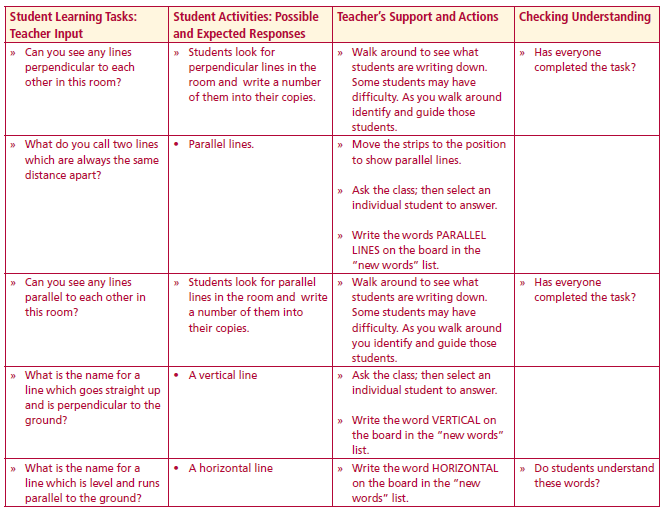 Student Learning Tasks:
Teacher Input
Student Activities: Possible
and Expected Responses
Teacher's Support and Actions
Checking Understanding
» Can you see any lines
perpendicular to each
other in this room?
» Students look for
perpendicular lines in the
room and write a number
of them into their copies.
» Walk around to see what
students are writing down.
Some students may have
difficulty. As you walk around
identify and guide those
students.
» Has everyone
completed the task?
» What do you call two lines
which are always the same
distance apart?
• Parallel lines.
» Move the strips to the position
to show parallel lines.
» Ask the class; then select an
individual student to answer.
» Write the words PARALLEL
LINES on the board in the
"new words" list.
» Can you see any lines
parallel to each other in
this room?
» Students look for parallel
lines in the room and write
a number of them into
their copies.
» Walk around to see what
students are writing down.
Some students may have
difficulty. As you walk around
you identify and guide those
students.
» Has everyone
completed the task?
» What is the name for a
line which goes straight up
and is perpendicular to the
ground?
• A vertical line
» Ask the class; then select an
individual student to answer.
» Write the word VERTICAL on
the board in the "new words"
list.
» What is the name for a
line which is level and runs
parallel to the ground?
• A horizontal line
» Write the word HORIZONTAL
on the board in the "new
words" list.
» Do students understand
these words?